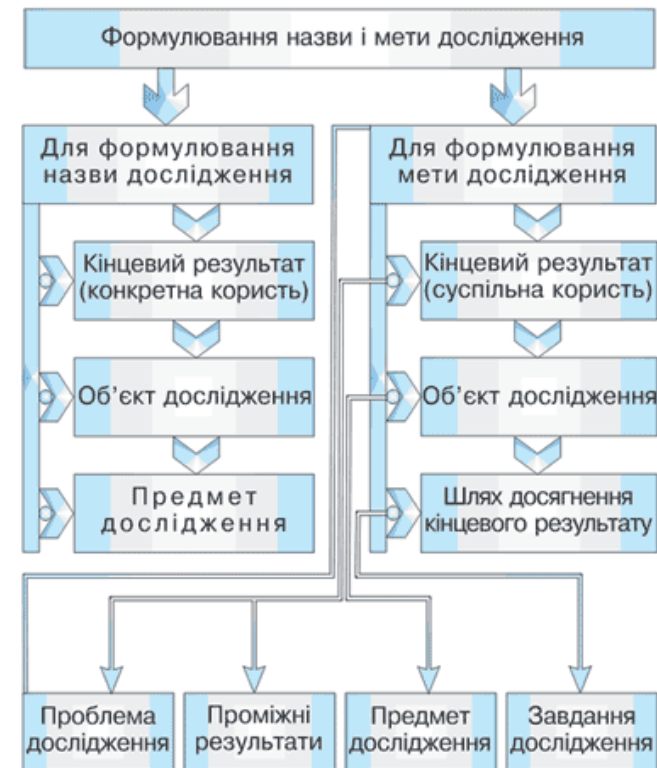 Формулювання назви і мети дослідження
Для формулювання
назви дослідження
Кінцевий результат
(конкретна користь)
Об’єкт дослідження
Предмет
дослідження
Для формулювання
мети дослідження
Кінцевий результат
(суспільна користь)
Об’єкт дослідження
Шлях досягнення
кінцевого результату
Проблема
дослідження
Проміжні
результати
Предмет
дослідження
Завдання
дослідження